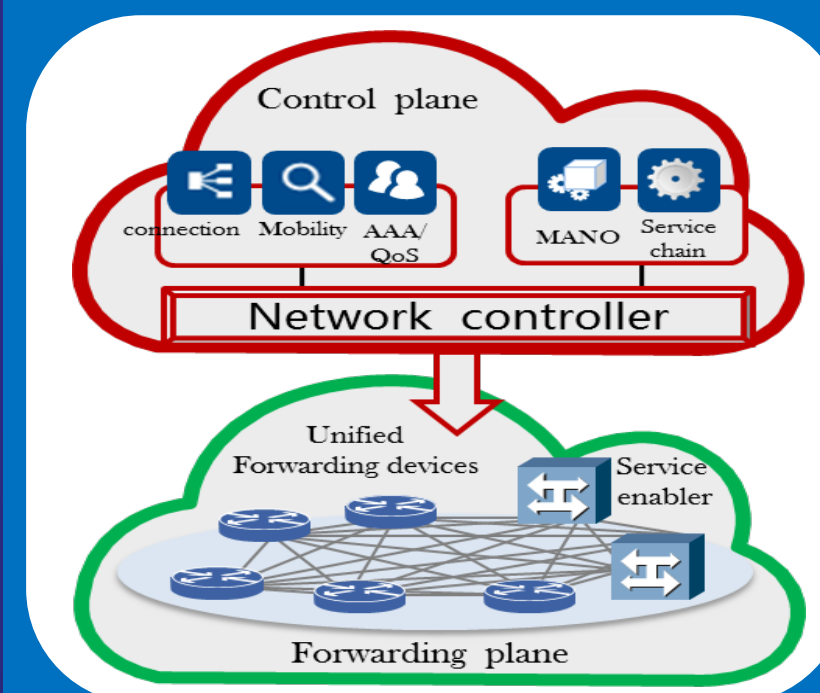 Control plane
connection
Mobility
AAA/
QoS
MANO
Service
chain
Network controller
Unified
Forwarding devices
Service
enabler
Forwarding plane